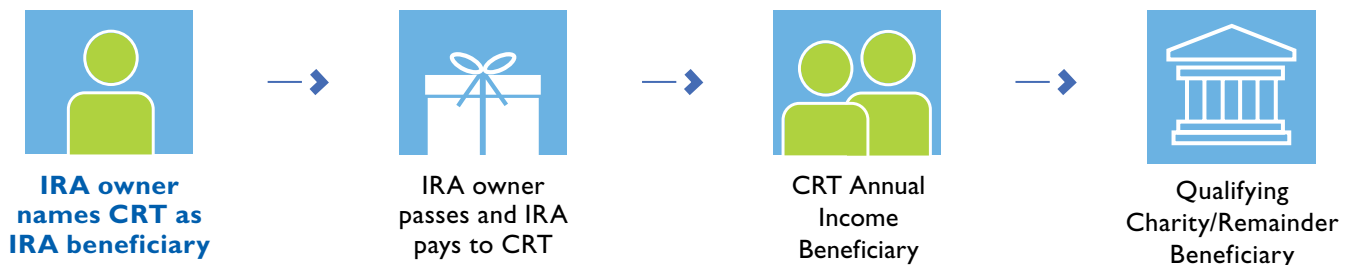 IRA owner
names CRT as
IRA beneficiary
IRA owner
passes and IRA
pays to CRT
CRT Annual
Income
Beneficiary
Qualifying
Charity/Remainder
Beneficiary